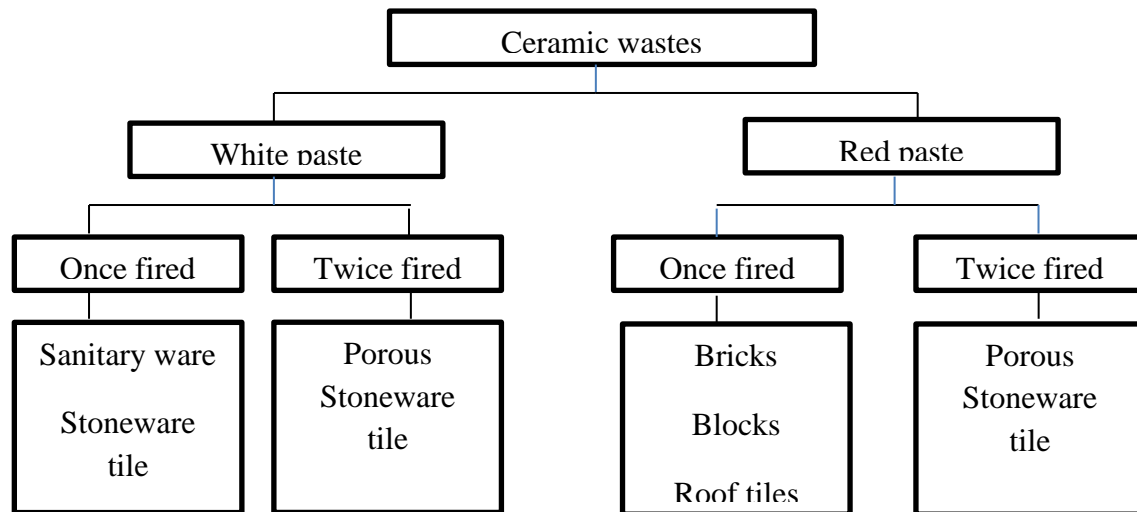 Ceramic wastes
White paste
Red paste
Once fired
Twice fired
Once fired
Twice fired
Sanitary ware
Stoneware
tile
Porous
Stoneware
tile
Bricks
Blocks
Roof tiles
Porous
Stoneware
tile